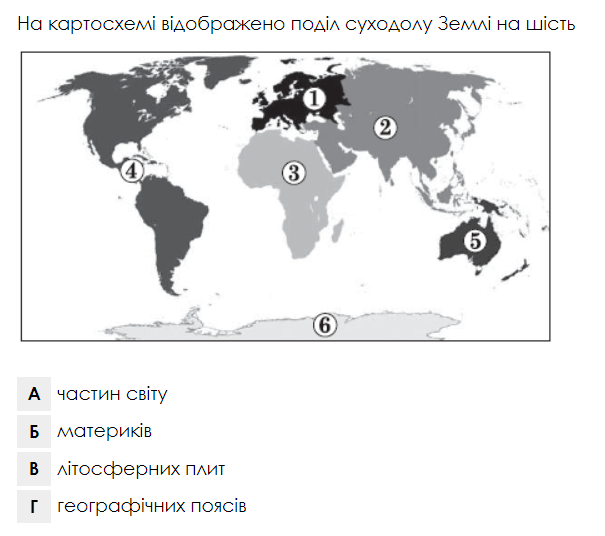 На картосхемі відображено поділ суходолу Землі на шість
1
2
3
4
5
6
А частин світу
Б материків
В літосферних плит
Г географічних поясів